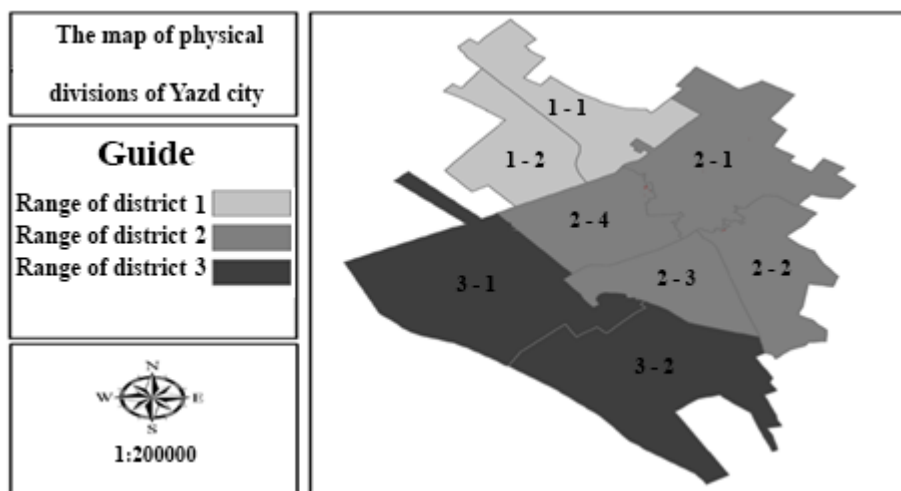 The map of physical
divisions of Yazd city
Guide
Range of district 1
Range of district 2
Range of district 3
N
W E
S
1:200000
1 - 1
1 - 2
2 - 1
2 - 4
2 - 3
2 - 2
3 - 1
3 - 2